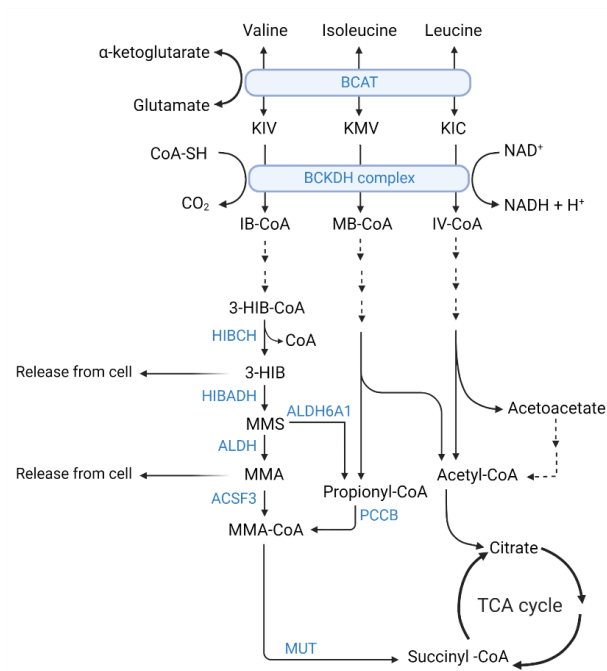 Valine Isoleucine Leucine
α-ketoglutarate
BCAT
Glutamate
KIV KMV KIC
CoA-SH NAD⁺
BCKDH complex
CO₂ NADH + H⁺
IB-CoA MB-CoA IV-CoA
3-HIB-CoA
HIBCH CoA
Release from cell 3-HIB
HIBADH
ALDH6A1 Acetoacetate
MMS
ALDH
Release from cell MMA Acetyl-CoA
Propionyl-CoA
ACSF3
PCCB
MMA-CoA
Citrate
TCA cycle
MUT
Succinyl -CoA